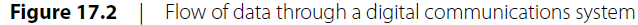 Figure 17.2 | Flow of data through a digital communications system